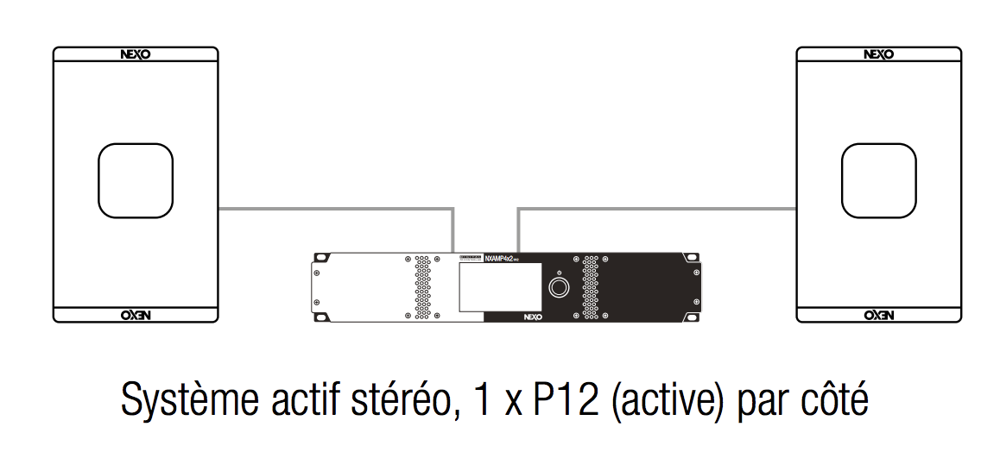 NEXO
NEXO
NXAMP4x2
NEXO
NEXO
NEXO
Système actif stéréo, 1 x P12 (active) par côté